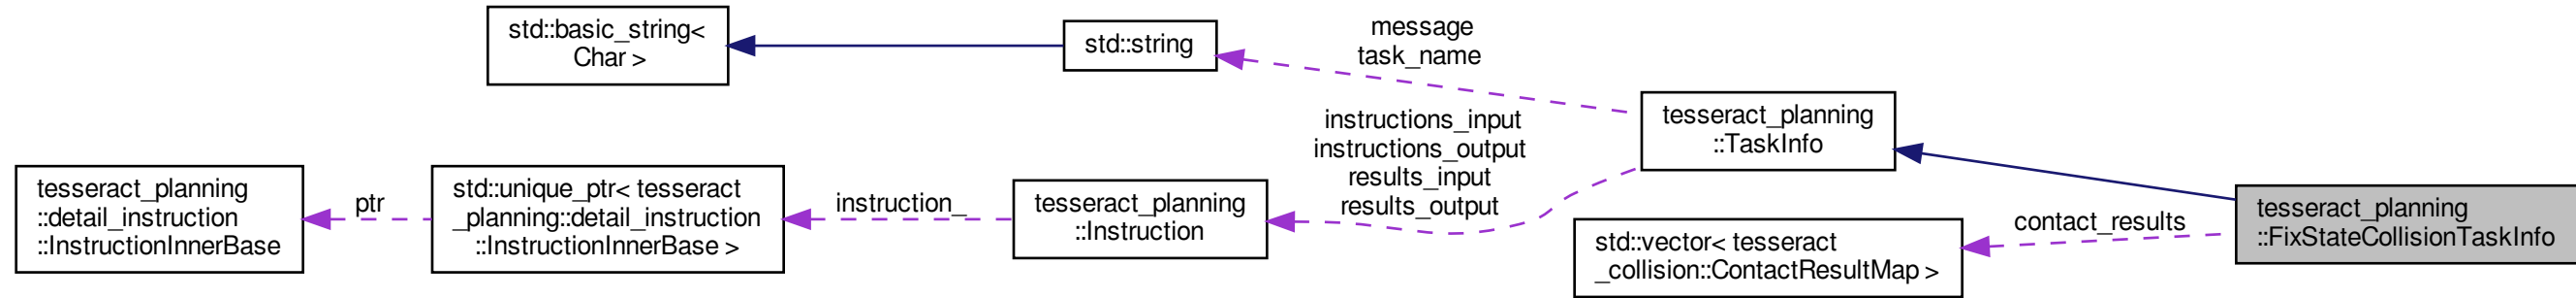 std::basic_string<
Char >
std::string
message
task_name
tesseract_planning
::TaskInfo
instructions_input
instructions_output
results_input
results_output
tesseract_planning
::detail_instruction
::InstructionInnerBase
ptr
std::unique_ptr< tesseract
_planning::detail_instruction
::InstructionInnerBase >
instruction_
tesseract_planning
::Instruction
std::vector< tesseract
_collision::ContactResultMap >
contact_results
tesseract_planning
::FixStateCollisionTaskInfo